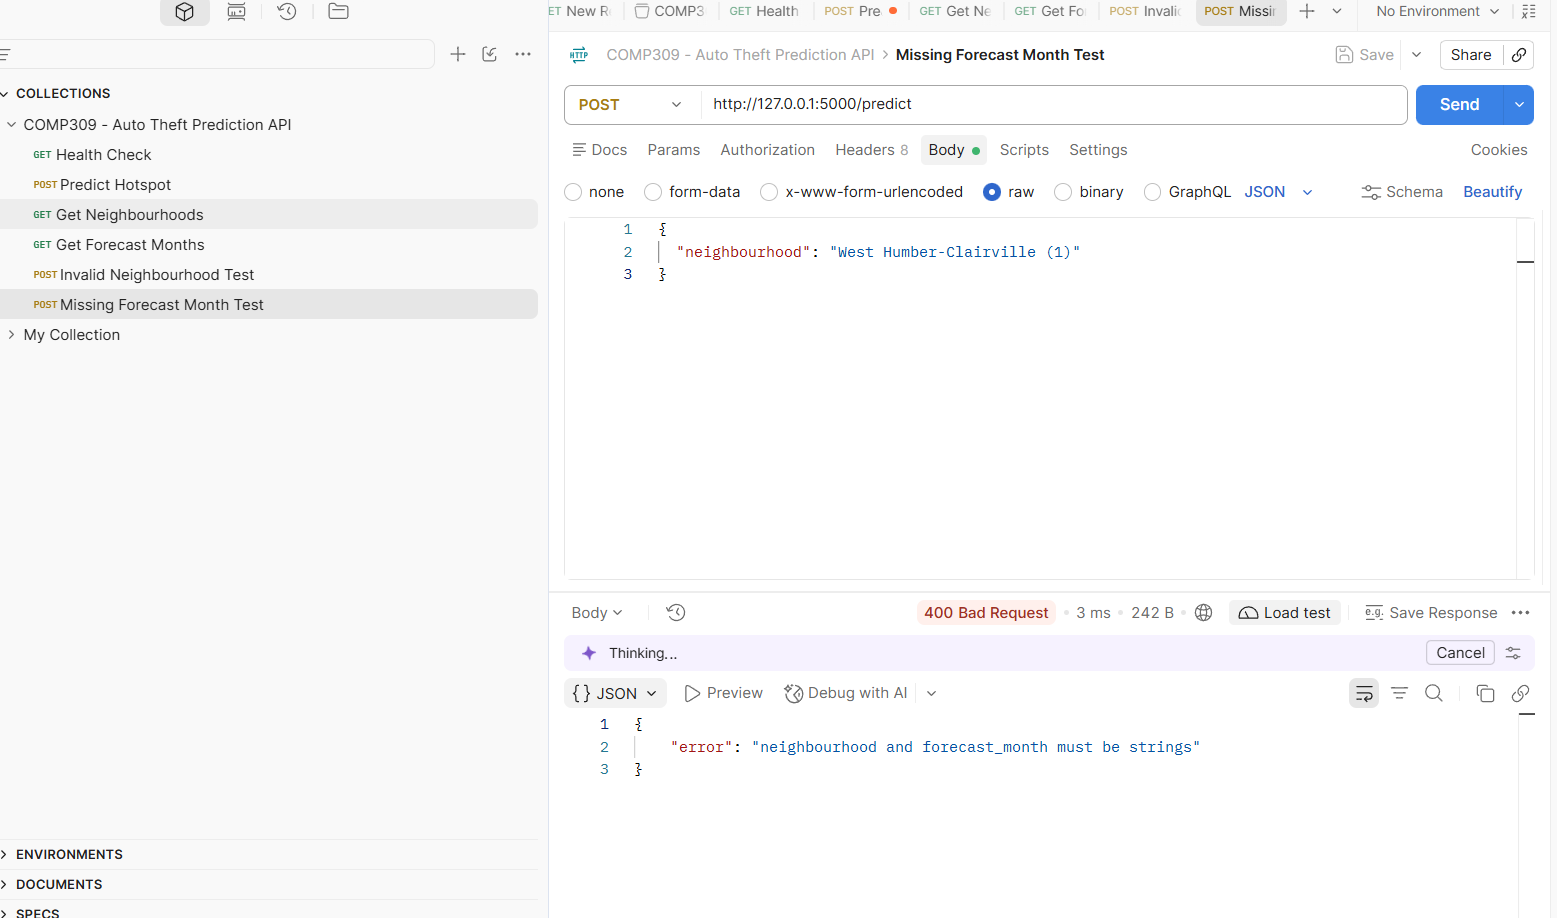 ET New R
COMP3
GET Health
POST Pre
GET Get Ne
GET Get Fo
POST Invali
POST Missin
No Environment
HTTP COMP309 - Auto Theft Prediction API > Missing Forecast Month Test
Save
Share
COLLECTIONS
COMP309 - Auto Theft Prediction API
GET Health Check
POST Predict Hotspot
GET Get Neighbourhoods
GET Get Forecast Months
POST Invalid Neighbourhood Test
POST Missing Forecast Month Test
My Collection
ENVIRONMENTS
DOCUMENTS
SPECS
POST http://127.0.0.1:5000/predict
Send
Docs Params Authorization Headers 8 Body Scripts Settings Cookies
none form-data x-www-form-urlencoded raw binary GraphQL JSON Schema Beautify
1 {
2 "neighbourhood": "West Humber-Clairville (1)"
3 }
Body 400 Bad Request • 3 ms • 242 B • Load test e.g. Save Response
Thinking... Cancel
{} JSON Preview Debug with AI
1 {
2 "error": "neighbourhood and forecast_month must be strings"
3 }